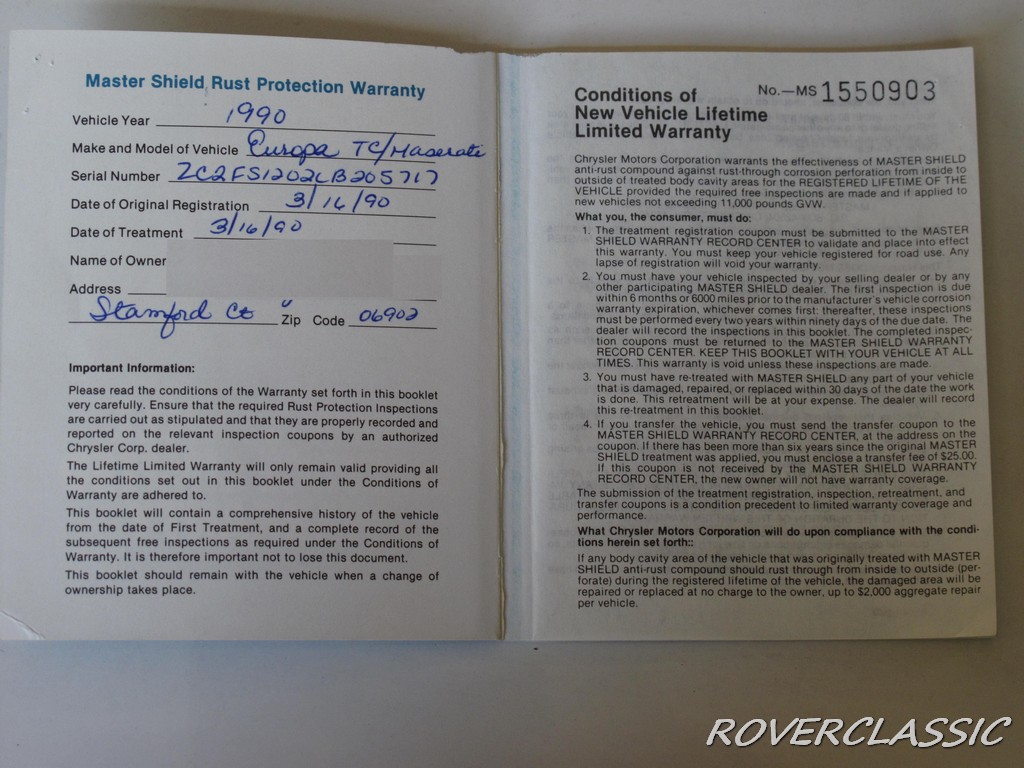 Master Shield Rust Protection Warranty
Vehicle Year 1990
Make and Model of Vehicle Europa TC/Maserati
Serial Number ZC2FS1202LB205717
Date of Original Registration 3/16/90
Date of Treatment 3/16/90
Name of Owner
Address
Stamford Ct Zip Code 06902
Important Information:
Please read the conditions of the Warranty set forth in this booklet
very carefully. Ensure that the required Rust Protection Inspections
are carried out as stipulated and that they are properly recorded and
reported on the relevant inspection coupons by an authorized
Chrysler Corp. dealer.
The Lifetime Limited Warranty will only remain valid providing all
the conditions set out in this booklet under the Conditions of
Warranty are adhered to.
This booklet will contain a comprehensive history of the vehicle
from the date of First Treatment, and a complete record of the
subsequent free inspections as required under the Conditions of
Warranty. It is therefore important not to lose this document.
This booklet should remain with the vehicle when a change of
ownership takes place.
No.—MS 1550903
Conditions of
New Vehicle Lifetime
Limited Warranty
Chrysler Motors Corporation warrants the effectiveness of MASTER SHIELD
anti-rust compound against rust-through corrosion perforation from inside to
outside of treated body cavity areas for the REGISTERED LIFETIME OF THE
VEHICLE provided the required free inspections are made and if applied to
new vehicles not exceeding 11,000 pounds GVW.
What you, the consumer, must do:
1. The treatment registration coupon must be submitted to the MASTER
SHIELD WARRANTY RECORD CENTER to validate and place into effect
this warranty. You must keep your vehicle registered for road use. Any
lapse of registration will void your warranty.
2. You must have your vehicle inspected by your selling dealer or by any
other participating MASTER SHIELD dealer. The first inspection is due
within 6 months or 6000 miles prior to the manufacturer's vehicle corrosion
warranty expiration, whichever comes first: thereafter, these inspections
must be performed every two years within ninety days of the due date. The
dealer will record the inspections in this booklet. The completed inspec-
tion coupons must be returned to the MASTER SHIELD WARRANTY
RECORD CENTER. KEEP THIS BOOKLET WITH YOUR VEHICLE AT ALL
TIMES. This warranty is void unless these inspections are made.
3. You must have re-treated with MASTER SHIELD any part of your vehicle
that is damaged, repaired, or replaced within 30 days of the date the work
is done. This retreatment will be at your expense. The dealer will record
this re-treatment in this booklet.
4. If you transfer the vehicle, you must send the transfer coupon to the
MASTER SHIELD WARRANTY RECORD CENTER, at the address on the
coupon. If there has been more than six years since the original MASTER
SHIELD treatment was applied, you must enclose a transfer fee of $25.00.
If this coupon is not received by the MASTER SHIELD WARRANTY
RECORD CENTER, the new owner will not have warranty coverage.
The submission of the treatment registration, inspection, retreatment, and
transfer coupons is a condition precedent to limited warranty coverage and
performance.
What Chrysler Motors Corporation will do upon compliance with the condi-
tions herein set forth::
If any body cavity area of the vehicle that was originally treated with MASTER
SHIELD anti-rust compound should rust through from inside to outside (per-
forate) during the registered lifetime of the vehicle, the damaged area will be
repaired or replaced at no charge to the owner, up to $2,000 aggregate repair
per vehicle.
ROVERCLASSIC